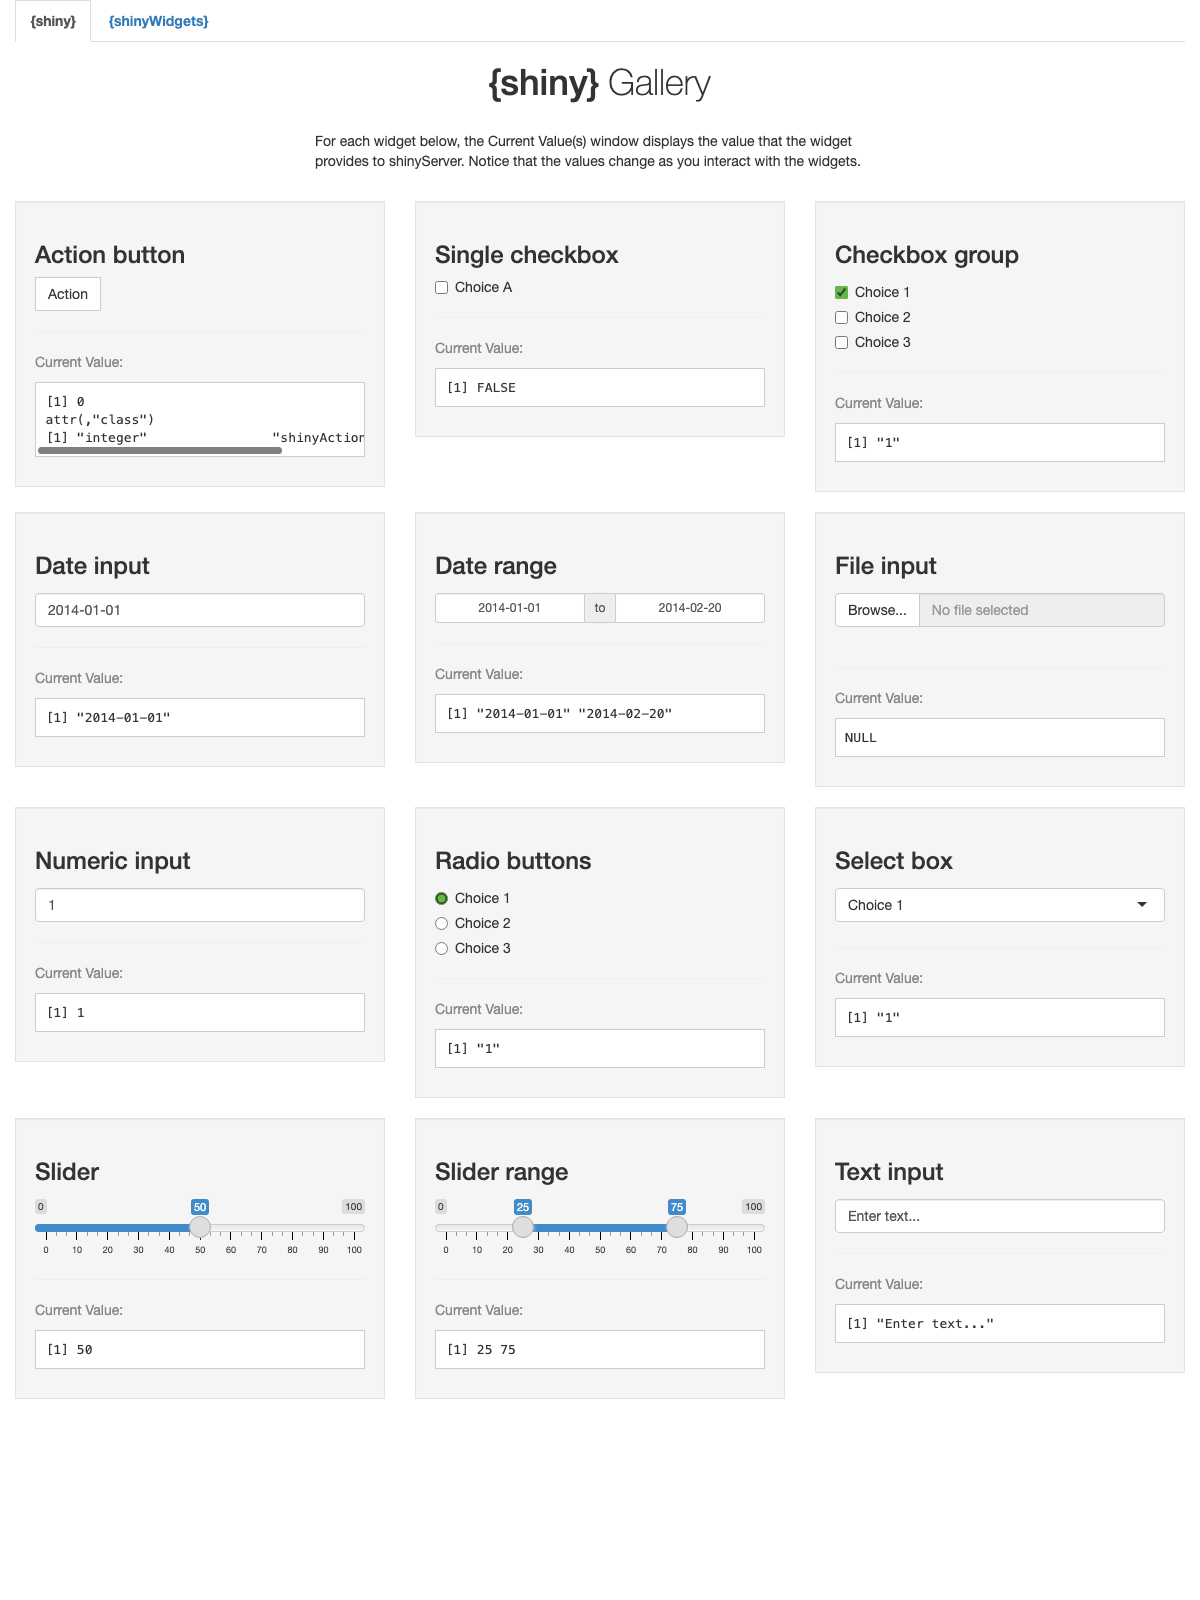 {shiny}
{shinyWidgets}
{shiny} Gallery
For each widget below, the Current Value(s) window displays the value that the widget
provides to shinyServer. Notice that the values change as you interact with the widgets.
Action button
Action
Current Value:
[1] 0
attr(,"class")
[1] "integer" "shinyAction
Single checkbox
Choice A
Current Value:
[1] FALSE
Checkbox group
Choice 1
Choice 2
Choice 3
Current Value:
[1] "1"
Date input
2014-01-01
Current Value:
[1] "2014-01-01"
Date range
2014-01-01 to 2014-02-20
Current Value:
[1] "2014-01-01" "2014-02-20"
File input
Browse... No file selected
Current Value:
NULL
Numeric input
1
Current Value:
[1] 1
Radio buttons
Choice 1
Choice 2
Choice 3
Current Value:
[1] "1"
Select box
Choice 1
Current Value:
[1] "1"
Slider
0 50 100
0 10 20 30 40 50 60 70 80 90 100
Current Value:
[1] 50
Slider range
0 25 75 100
0 10 20 30 40 50 60 70 80 90 100
Current Value:
[1] 25 75
Text input
Enter text...
Current Value:
[1] "Enter text..."